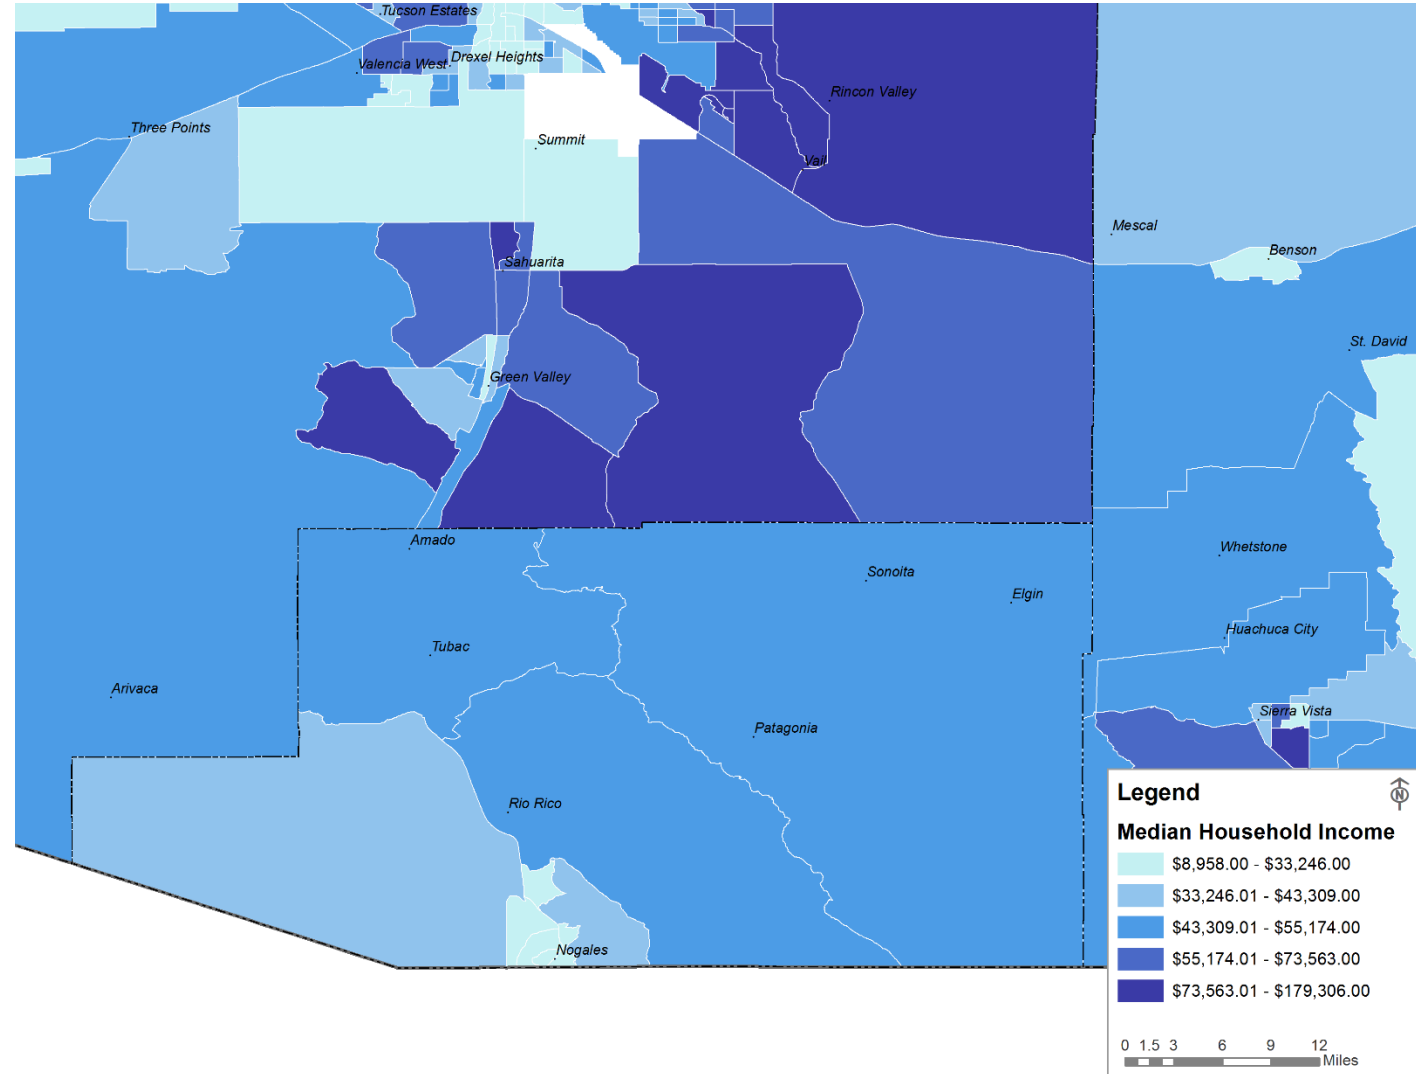 Tucson Estates
Drexel Heights
Valencia West
Rincon Valley
Three Points
Summit
Vail
Mescal
Benson
Sahuarita
St. David
Green Valley
Amado
Whetstone
Sonoita
Elgin
Huachuca City
Tubac
Arivaca
Sierra Vista
Patagonia
Rio Rico
Nogales
Legend
N
Median Household Income
$8,958.00 - $33,246.00
$33,246.01 - $43,309.00
$43,309.01 - $55,174.00
$55,174.01 - $73,563.00
$73,563.01 - $179,306.00
0 1.5 3 6 9 12
Miles